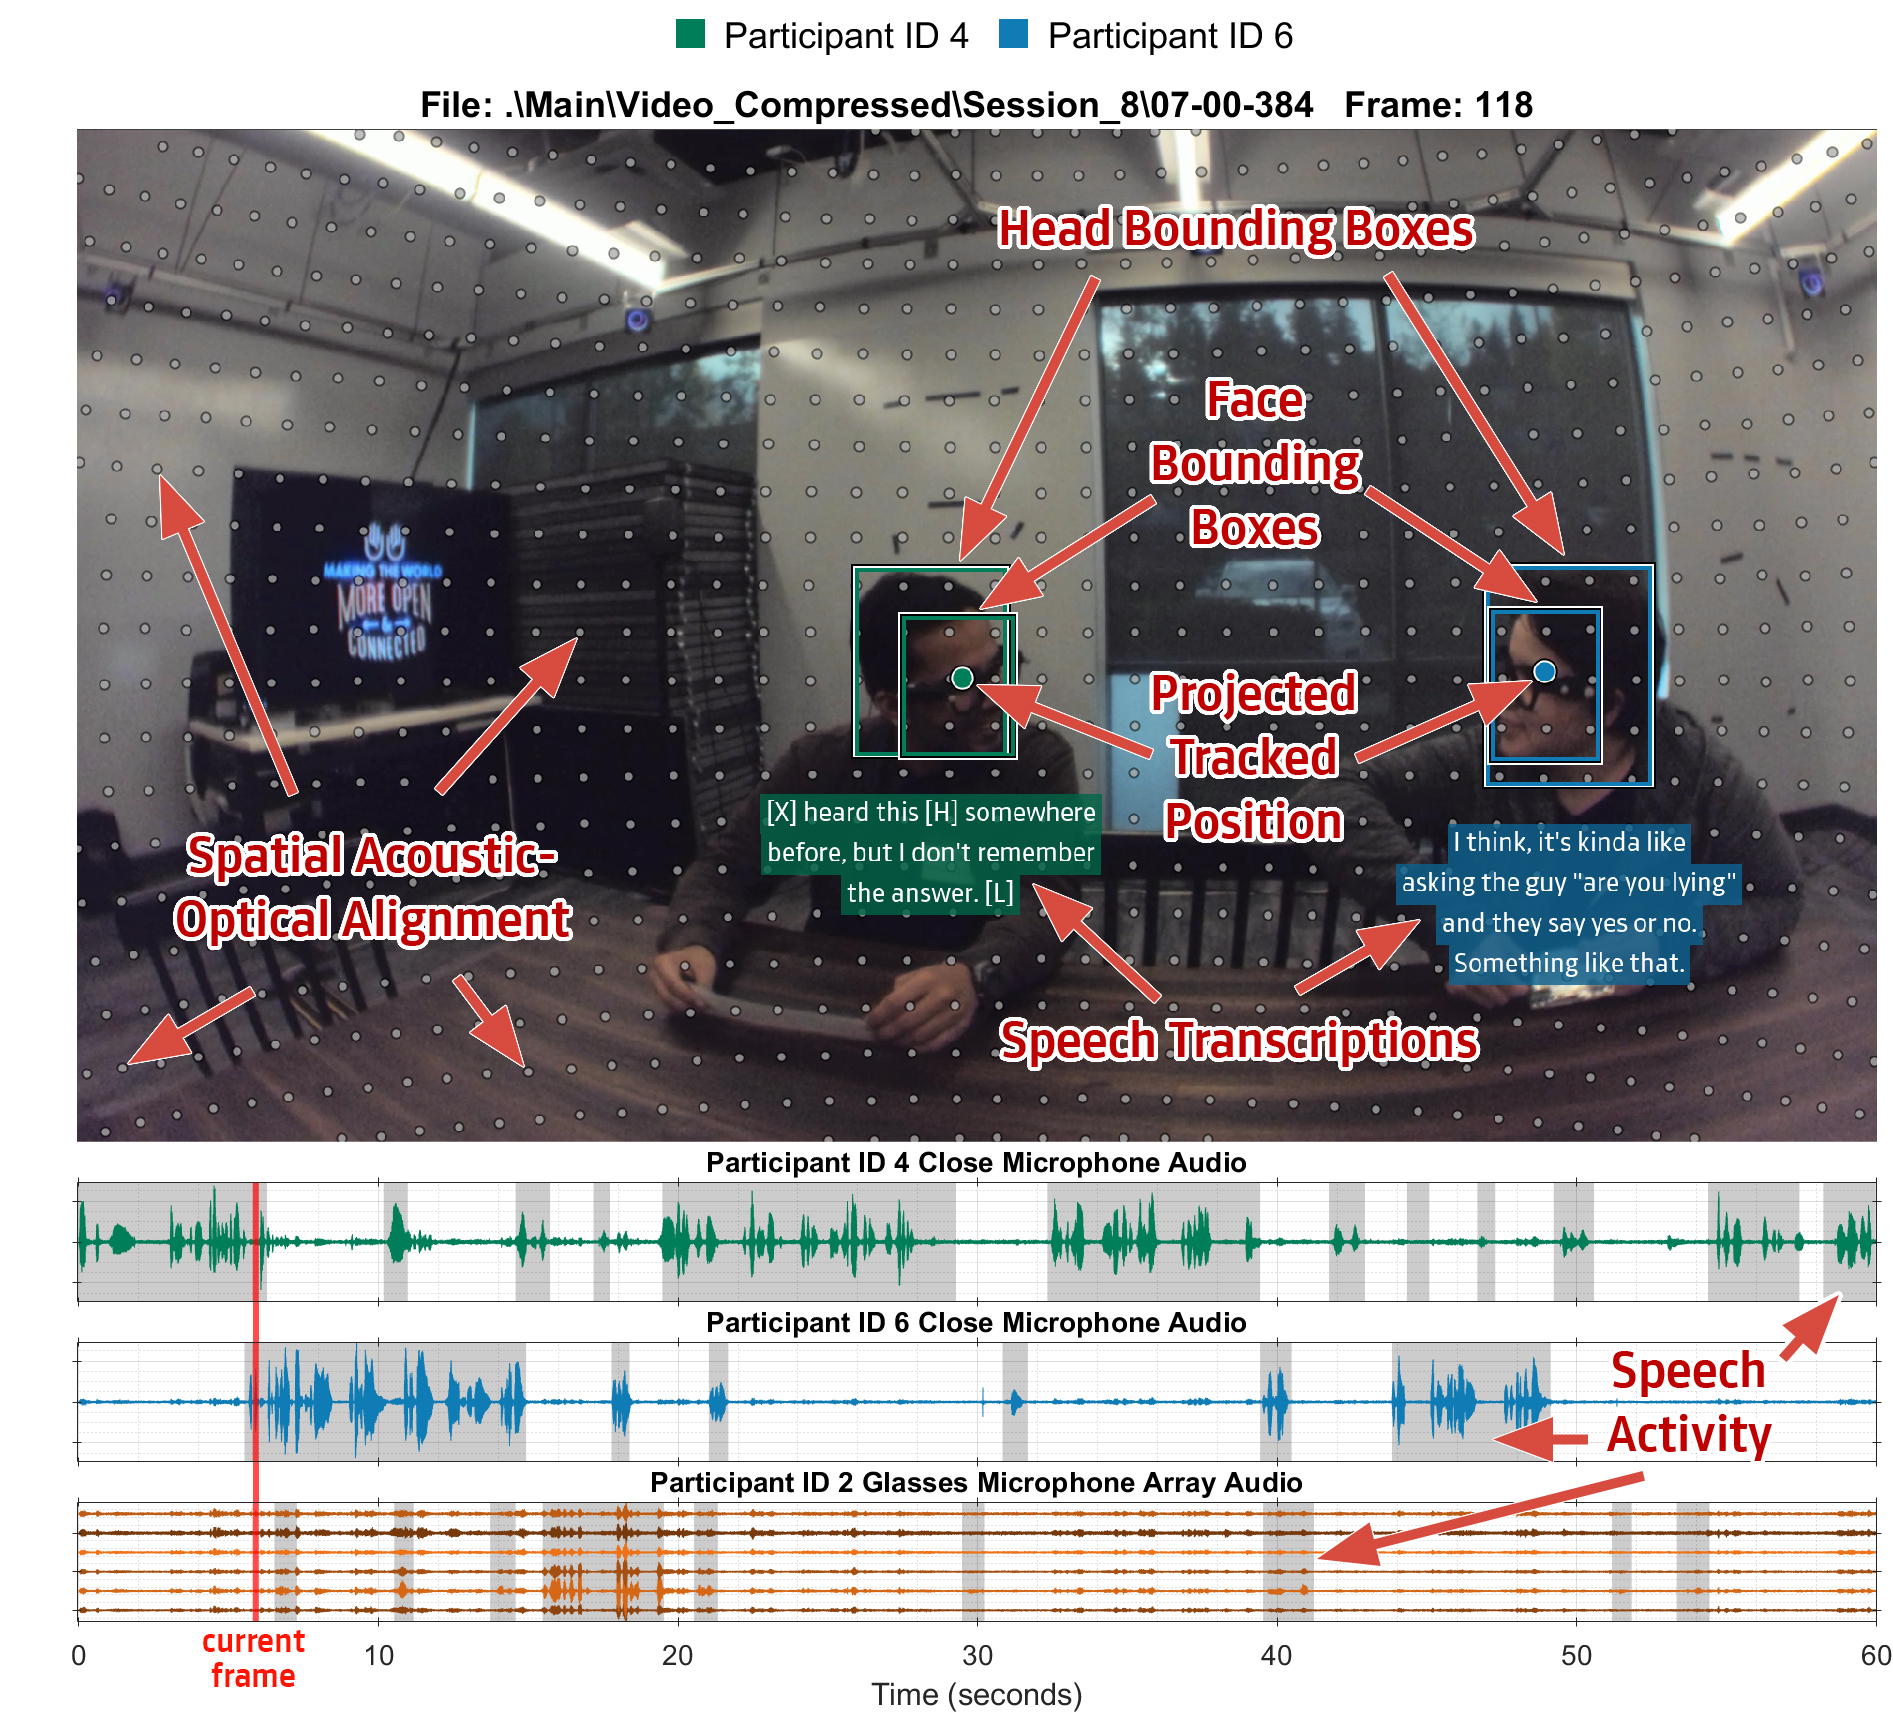 Participant ID 4 Participant ID 6
File: .\Main\Video_Compressed\Session_8\07-00-384 Frame: 118
Head Bounding Boxes
Face
Bounding
Boxes
MAKING THE WORLD
MORE OPEN
&
CONNECTED
Projected
Tracked
Position
[X] heard this [H] somewhere
before, but I don't remember
the answer. [L]
I think, it's kinda like
asking the guy "are you lying"
and they say yes or no.
Something like that.
Spatial Acoustic-
Optical Alignment
Speech Transcriptions
Participant ID 4 Close Microphone Audio
Participant ID 6 Close Microphone Audio
Speech
Activity
Participant ID 2 Glasses Microphone Array Audio
current
frame
0 10 20 30 40 50 60
Time (seconds)